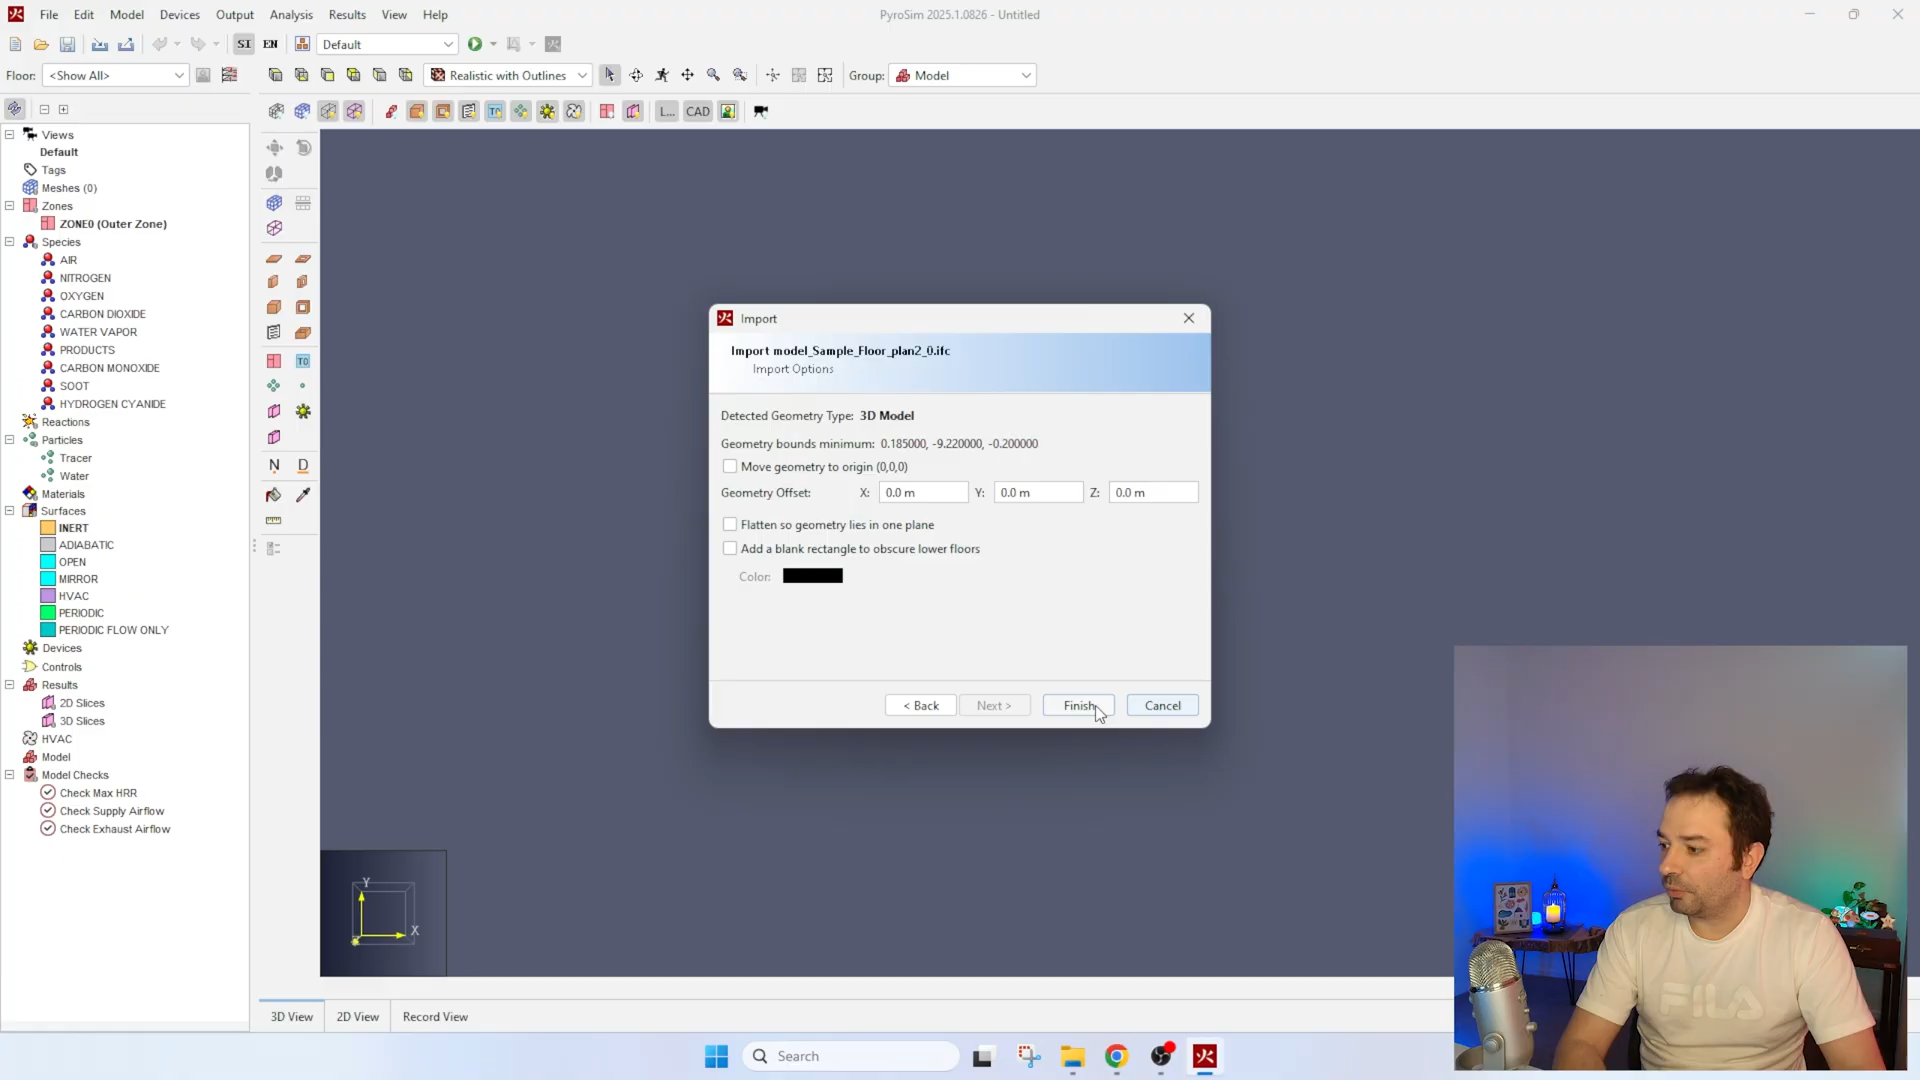 File Edit Model Devices Output Analysis Results View Help
PyroSim 2025.1.0826 - Untitled
SI EN Default
Floor: <Show All>
Realistic with Outlines
Group: Model
L... CAD
Views
Default
Tags
Meshes (0)
Zones
ZONE0 (Outer Zone)
Species
AIR
NITROGEN
OXYGEN
CARBON DIOXIDE
WATER VAPOR
PRODUCTS
CARBON MONOXIDE
SOOT
HYDROGEN CYANIDE
Reactions
Particles
Tracer
Water
Materials
Surfaces
INERT
ADIABATIC
OPEN
MIRROR
HVAC
PERIODIC
PERIODIC FLOW ONLY
Devices
Controls
Results
2D Slices
3D Slices
HVAC
Model
Model Checks
Check Max HRR
Check Supply Airflow
Check Exhaust Airflow
N D
Import
Import model_Sample_Floor_plan2_0.ifc
Import Options
Detected Geometry Type: 3D Model
Geometry bounds minimum: 0.185000, -9.220000, -0.200000
Move geometry to origin (0,0,0)
Geometry Offset: X: 0.0 m Y: 0.0 m Z: 0.0 m
Flatten so geometry lies in one plane
Add a blank rectangle to obscure lower floors
Color:
< Back Next > Finish Cancel
Y
X
3D View 2D View Record View
Search
FILA